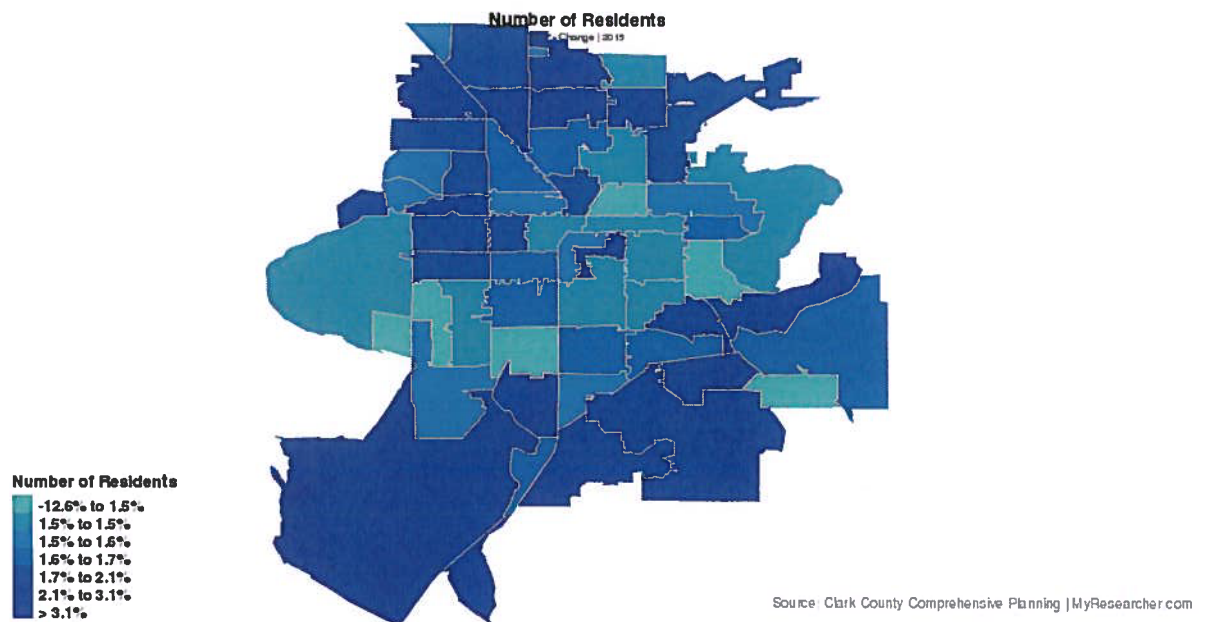 Number of Residents
Change | 2015
Number of Residents
-12.6% to 1.5%
1.5% to 1.5%
1.5% to 1.6%
1.6% to 1.7%
1.7% to 2.1%
2.1% to 3.1%
> 3.1%
Source: Clark County Comprehensive Planning | MyResearcher.com